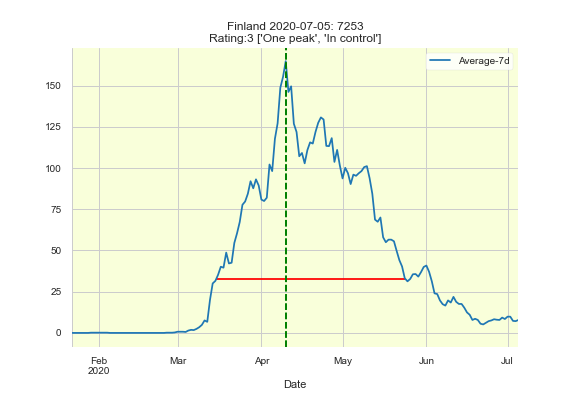 Finland 2020-07-05: 7253
Rating:3 ['One peak', 'In control']
Average-7d
150
125
100
75
50
25
0
Feb
2020
Mar
Apr
May
Jun
Jul
Date